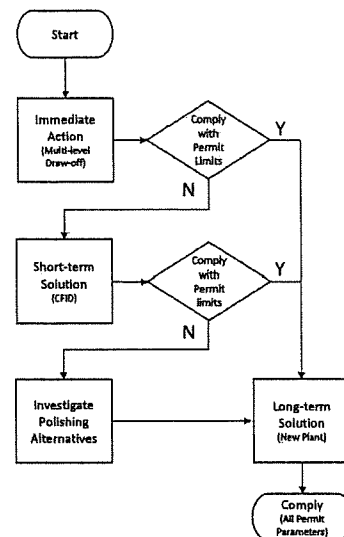 Start
Immediate
Action
(Multi-level
Draw-off)
Comply
with
Permit
Limits
Y
N
Short-term
Solution
(CFID)
Comply
with
Permit
limits
Y
N
Investigate
Polishing
Alternatives
Long-term
Solution
(New Plant)
Comply
(All Permit
Parameters)